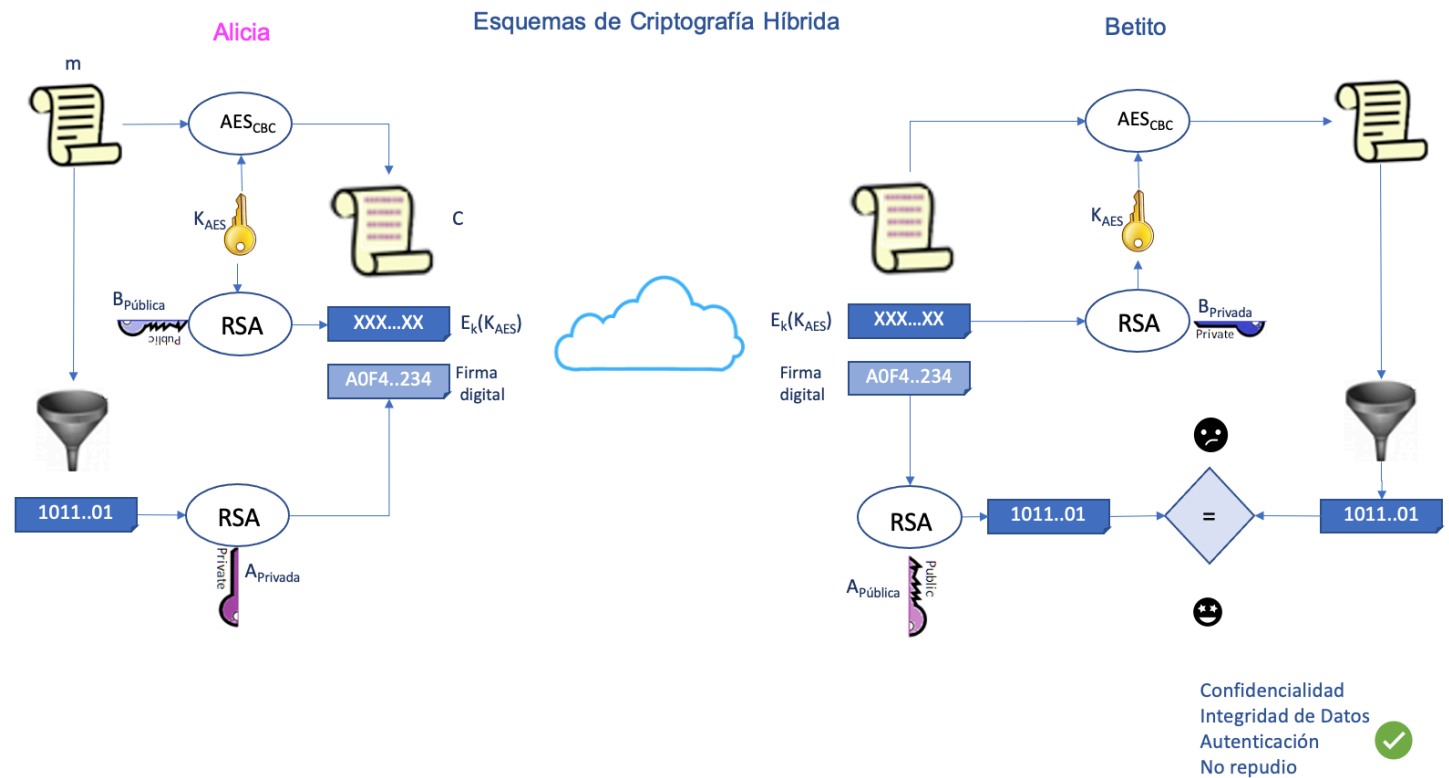 Esquemas de Criptografía Híbrida
Alicia
Betito
m
AESCBC
KAES
C
BPública
Public
RSA
XXX...XX
Ek(KAES)
A0F4..234
Firma
digital
1011..01
RSA
Private
APrivada
AESCBC
KAES
Ek(KAES)
XXX...XX
RSA
BPrivada
Private
Firma
digital
A0F4..234
RSA
1011..01
=
1011..01
APública
Public
Confidencialidad
Integridad de Datos
Autenticación
No repudio